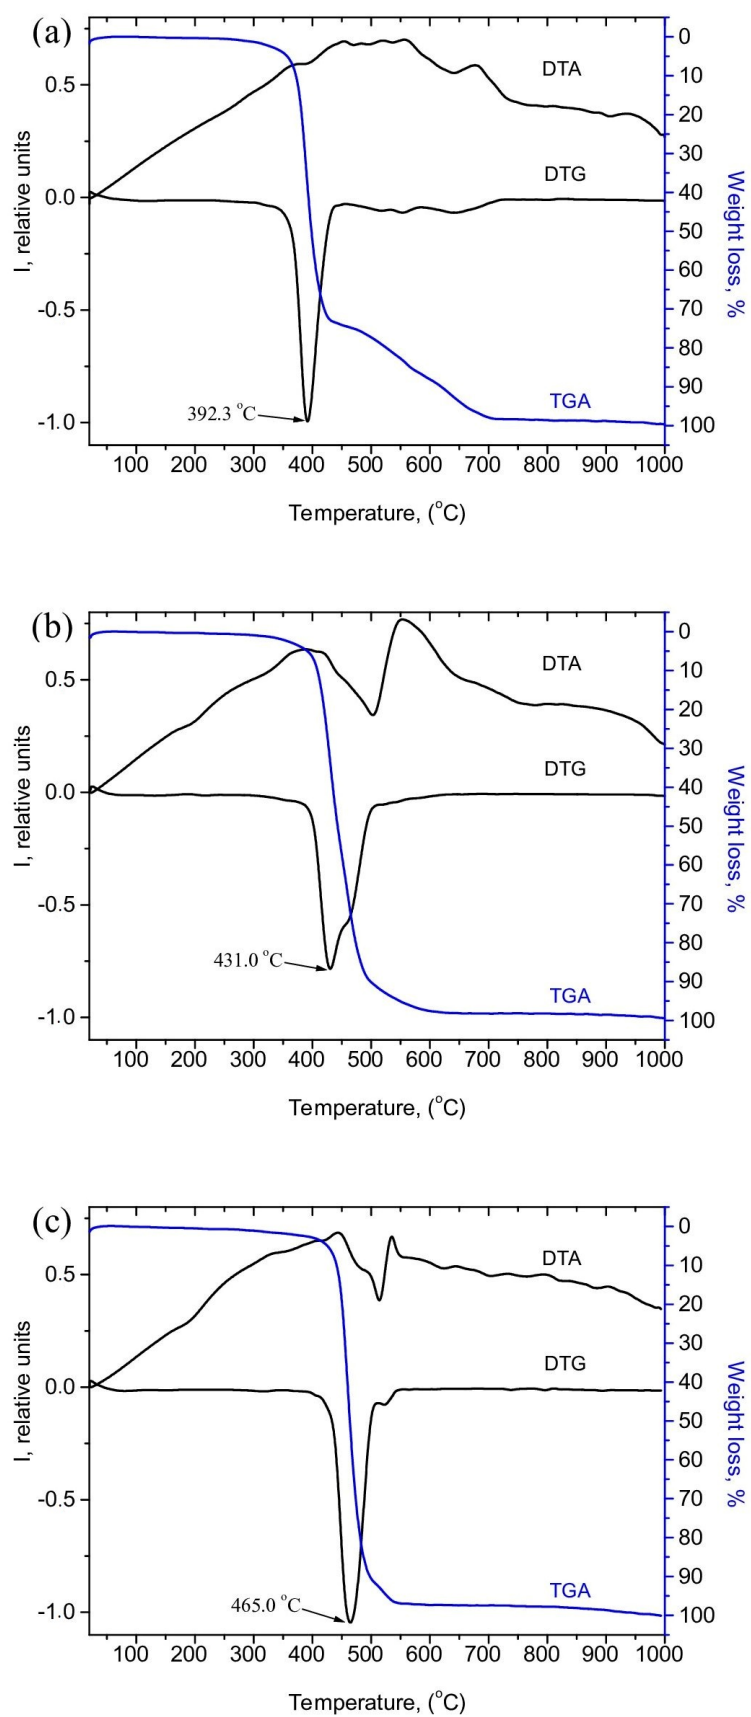 (a)
DTA
DTG
TGA
392.3 °C
0.5
0.0
-0.5
-1.0
I, relative units
0
10
20
30
40
50
60
70
80
90
100
Weight loss, %
100 200 300 400 500 600 700 800 900 1000
Temperature, (°C)
(b)
DTA
DTG
TGA
431.0 °C
0.5
0.0
-0.5
-1.0
I, relative units
0
10
20
30
40
50
60
70
80
90
100
Weight loss, %
100 200 300 400 500 600 700 800 900 1000
Temperature, (°C)
(c)
DTA
DTG
TGA
465.0 °C
0.5
0.0
-0.5
-1.0
I, relative units
0
10
20
30
40
50
60
70
80
90
100
Weight loss, %
100 200 300 400 500 600 700 800 900 1000
Temperature, (°C)